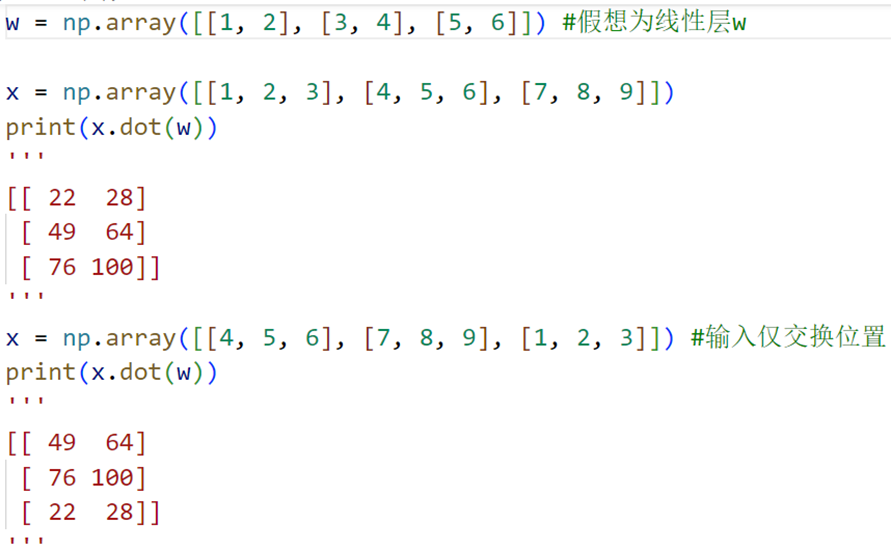 w = np.array([[1, 2], [3, 4], [5, 6]]) #假想为线性层w
x = np.array([[1, 2, 3], [4, 5, 6], [7, 8, 9]])
print(x.dot(w))
'''
[[ 22  28]
 [ 49  64]
 [ 76 100]]
'''
x = np.array([[4, 5, 6], [7, 8, 9], [1, 2, 3]]) #输入仅交换位置
print(x.dot(w))
'''
[[ 49  64]
 [ 76 100]
 [ 22  28]]
'''